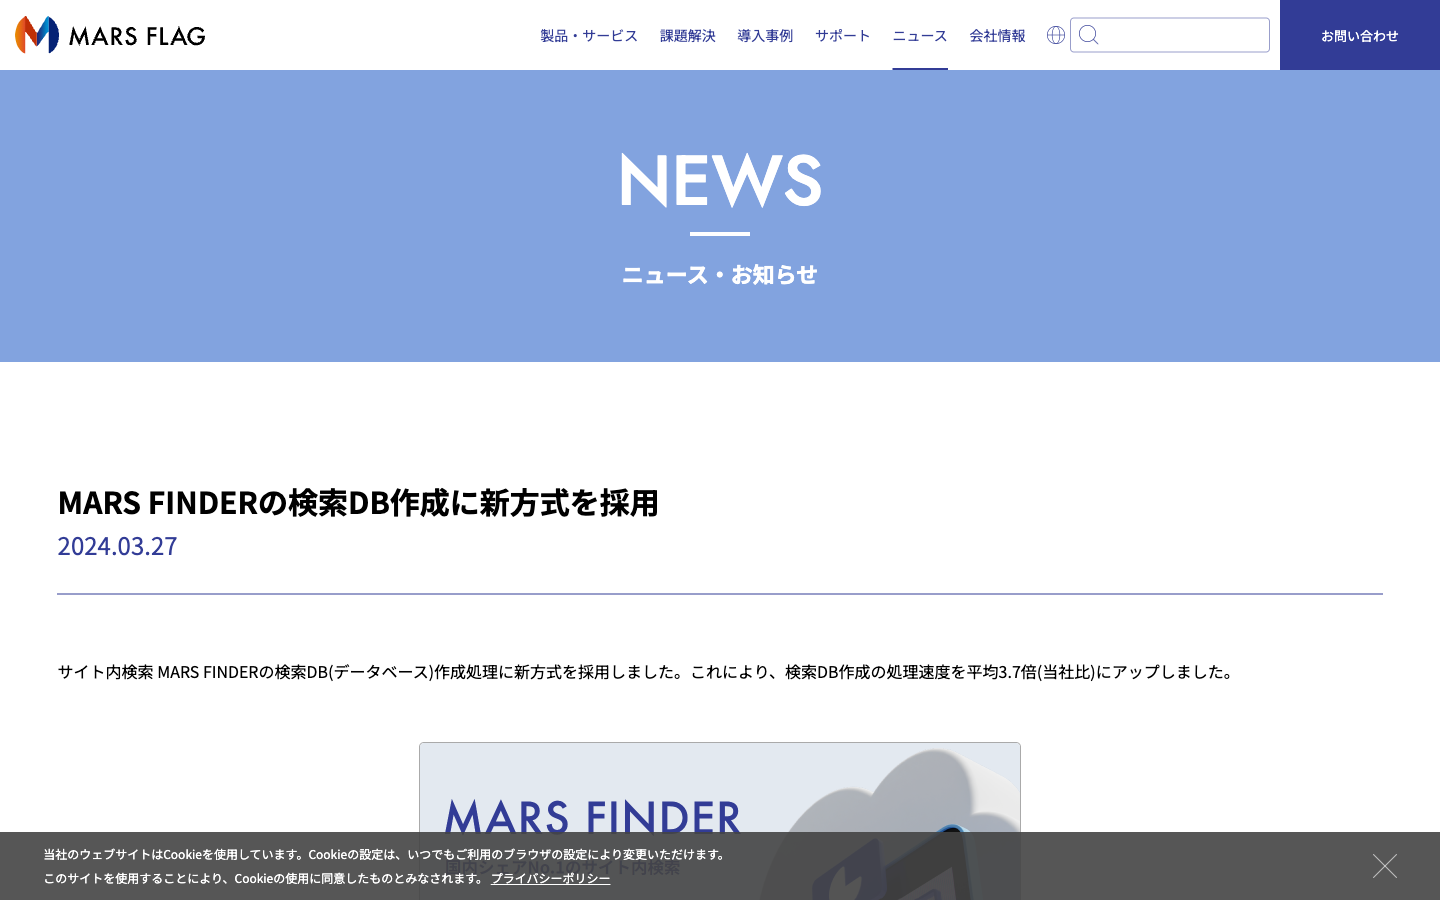 MARS FLAG
製品・サービス
課題解決
導入事例
サポート
ニュース
会社情報
お問い合わせ
NEWS
ニュース・お知らせ
MARS FINDERの検索DB作成に新方式を採用
2024.03.27
サイト内検索 MARS FINDERの検索DB(データベース)作成処理に新方式を採用しました。これにより、検索DB作成の処理速度を平均3.7倍(当社比)にアップしました。
MARS FINDER
国内シェアNo.1のサイト内検索
当社のウェブサイトはCookieを使用しています。Cookieの設定は、いつでもご利用のブラウザの設定により変更いただけます。
このサイトを使用することにより、Cookieの使用に同意したものとみなされます。 プライバシーポリシー